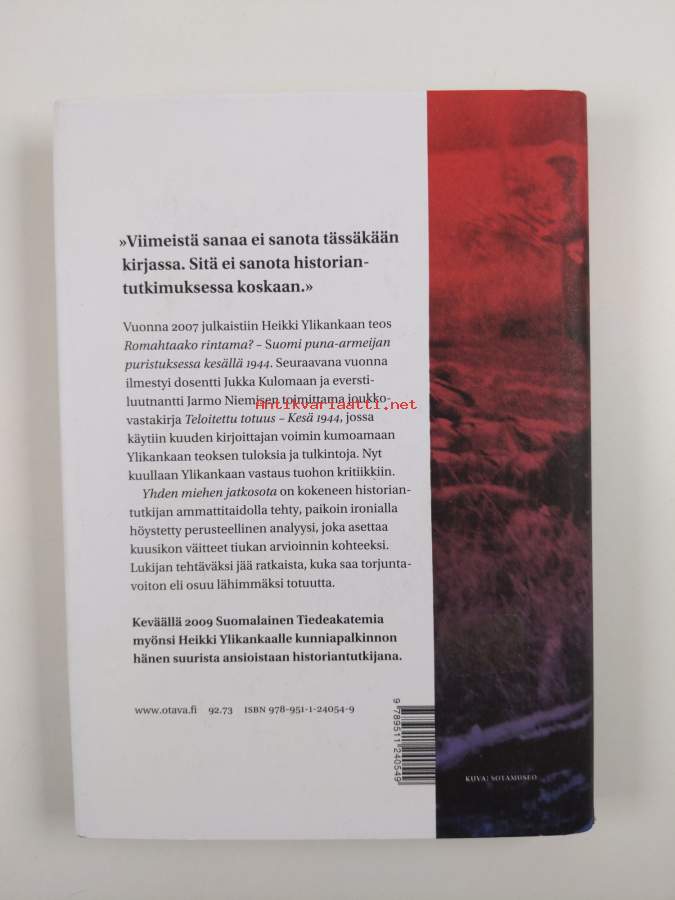 »Viimeistä sanaa ei sanota tässäkään
kirjassa. Sitä ei sanota historian-
tutkimuksessa koskaan.»
Vuonna 2007 julkaistiin Heikki Ylikankaan teos
Romahtaako rintama? – Suomi puna-armeijan
puristuksessa kesällä 1944. Seuraavana vuonna
ilmestyi dosentti Jukka Kulomaan ja eversti-
luutnantti Jarmo Niemisen toimittama joukko-
vastakirja Teloitettu totuus – Kesä 1944, jossa
käytiin kuuden kirjoittajan voimin kumoamaan
Ylikankaan teoksen tuloksia ja tulkintoja. Nyt
kuullaan Ylikankaan vastaus tuohon kritiikkiin.
Yhden miehen jatkosota on kokeneen historian-
tutkijan ammattitaidolla tehty, paikoin ironialla
höystetty perusteellinen analyysi, joka asettaa
kuusikon väitteet tiukan arvioinnin kohteeksi.
Lukijan tehtäväksi jää ratkaista, kuka saa torjunta-
voiton eli osuu lähimmäksi totuutta.
Keväällä 2009 Suomalainen Tiedeakatemia
myönsi Heikki Ylikankaalle kunniapalkinnon
hänen suurista ansioistaan historiantutkijana.
www.otava.fi 92.73 ISBN 978-951-1-24054-9
9 789511 240549
KUVA| SOTAMUSEO
Antikvariaatti.net